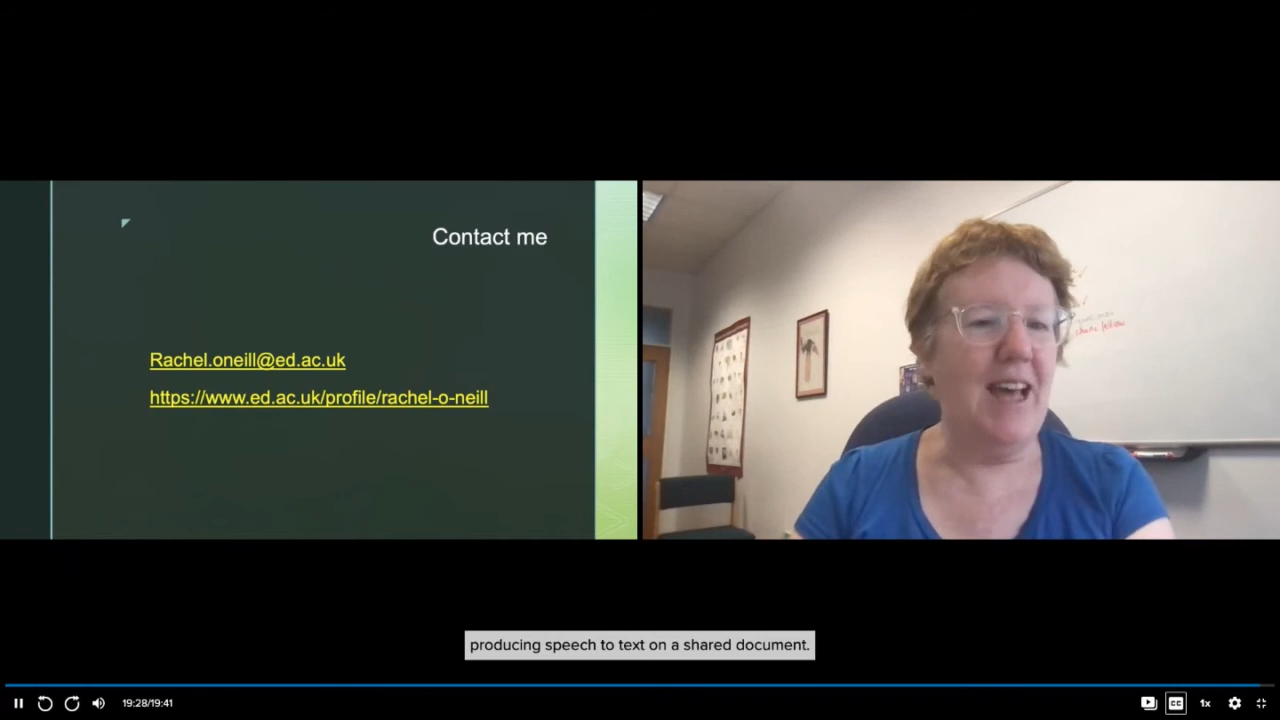 Contact me
Rachel.oneill@ed.ac.uk
https://www.ed.ac.uk/profile/rachel-o-neill
producing speech to text on a shared document.
19:28/19:41
CC
1x